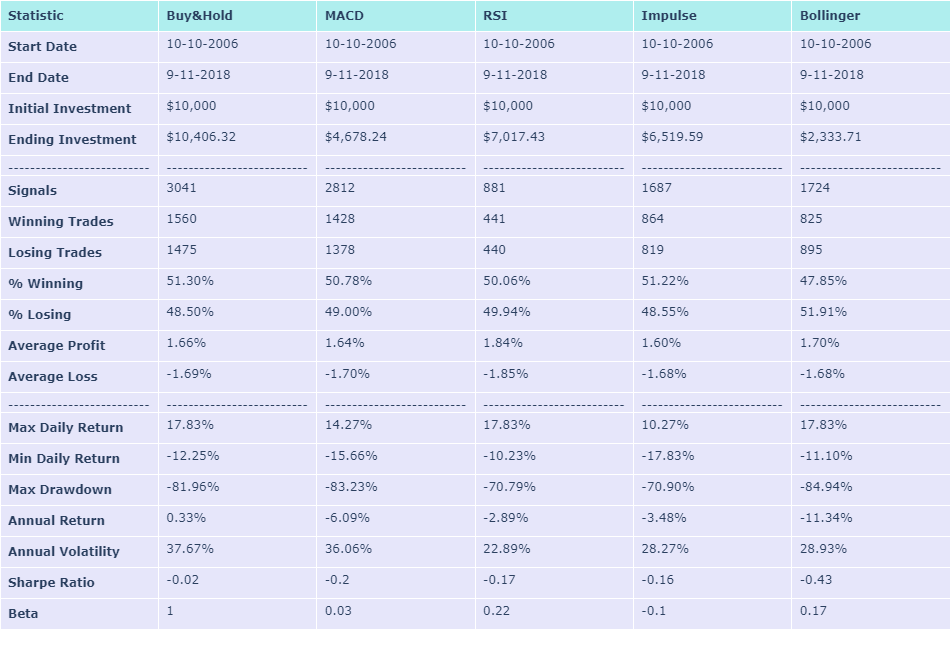 Statistic Buy&Hold MACD RSI Impulse Bollinger
Start Date 10-10-2006 10-10-2006 10-10-2006 10-10-2006 10-10-2006
End Date 9-11-2018 9-11-2018 9-11-2018 9-11-2018 9-11-2018
Initial Investment $10,000 $10,000 $10,000 $10,000 $10,000
Ending Investment $10,406.32 $4,678.24 $7,017.43 $6,519.59 $2,333.71
-------------------------- -------------------------- -------------------------- -------------------------- -------------------------- --------------------------
Signals 3041 2812 881 1687 1724
Winning Trades 1560 1428 441 864 825
Losing Trades 1475 1378 440 819 895
% Winning 51.30% 50.78% 50.06% 51.22% 47.85%
% Losing 48.50% 49.00% 49.94% 48.55% 51.91%
Average Profit 1.66% 1.64% 1.84% 1.60% 1.70%
Average Loss -1.69% -1.70% -1.85% -1.68% -1.68%
-------------------------- -------------------------- -------------------------- -------------------------- -------------------------- --------------------------
Max Daily Return 17.83% 14.27% 17.83% 10.27% 17.83%
Min Daily Return -12.25% -15.66% -10.23% -17.83% -11.10%
Max Drawdown -81.96% -83.23% -70.79% -70.90% -84.94%
Annual Return 0.33% -6.09% -2.89% -3.48% -11.34%
Annual Volatility 37.67% 36.06% 22.89% 28.27% 28.93%
Sharpe Ratio -0.02 -0.2 -0.17 -0.16 -0.43
Beta 1 0.03 0.22 -0.1 0.17